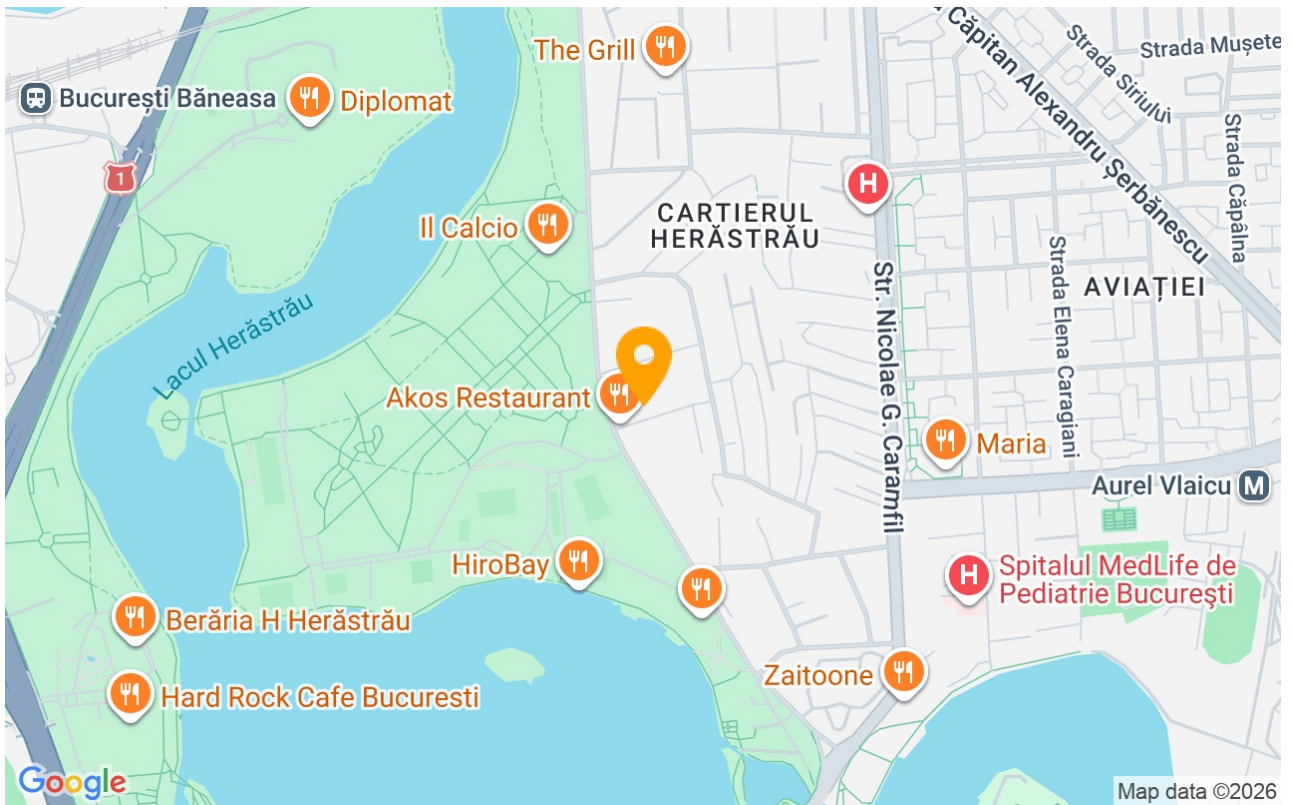 The Grill
Căpitan Alexandru Șerbănescu
Strada Siriului
Strada Mușete
București Băneasa
Diplomat
1
Strada Căpâlna
H
CARTIERUL
HERĂSTRĂU
Il Calcio
Strada Elena Caragiani
AVIAȚIEI
Str. Nicolae G. Caramfil
Lacul Herăstrău
Akos Restaurant
Maria
Aurel Vlaicu M
HiroBay
H Spitalul MedLife de
Pediatrie București
Berăria H Herăstrău
Zaitoone
Hard Rock Cafe Bucuresti
Google
Map data ©2026